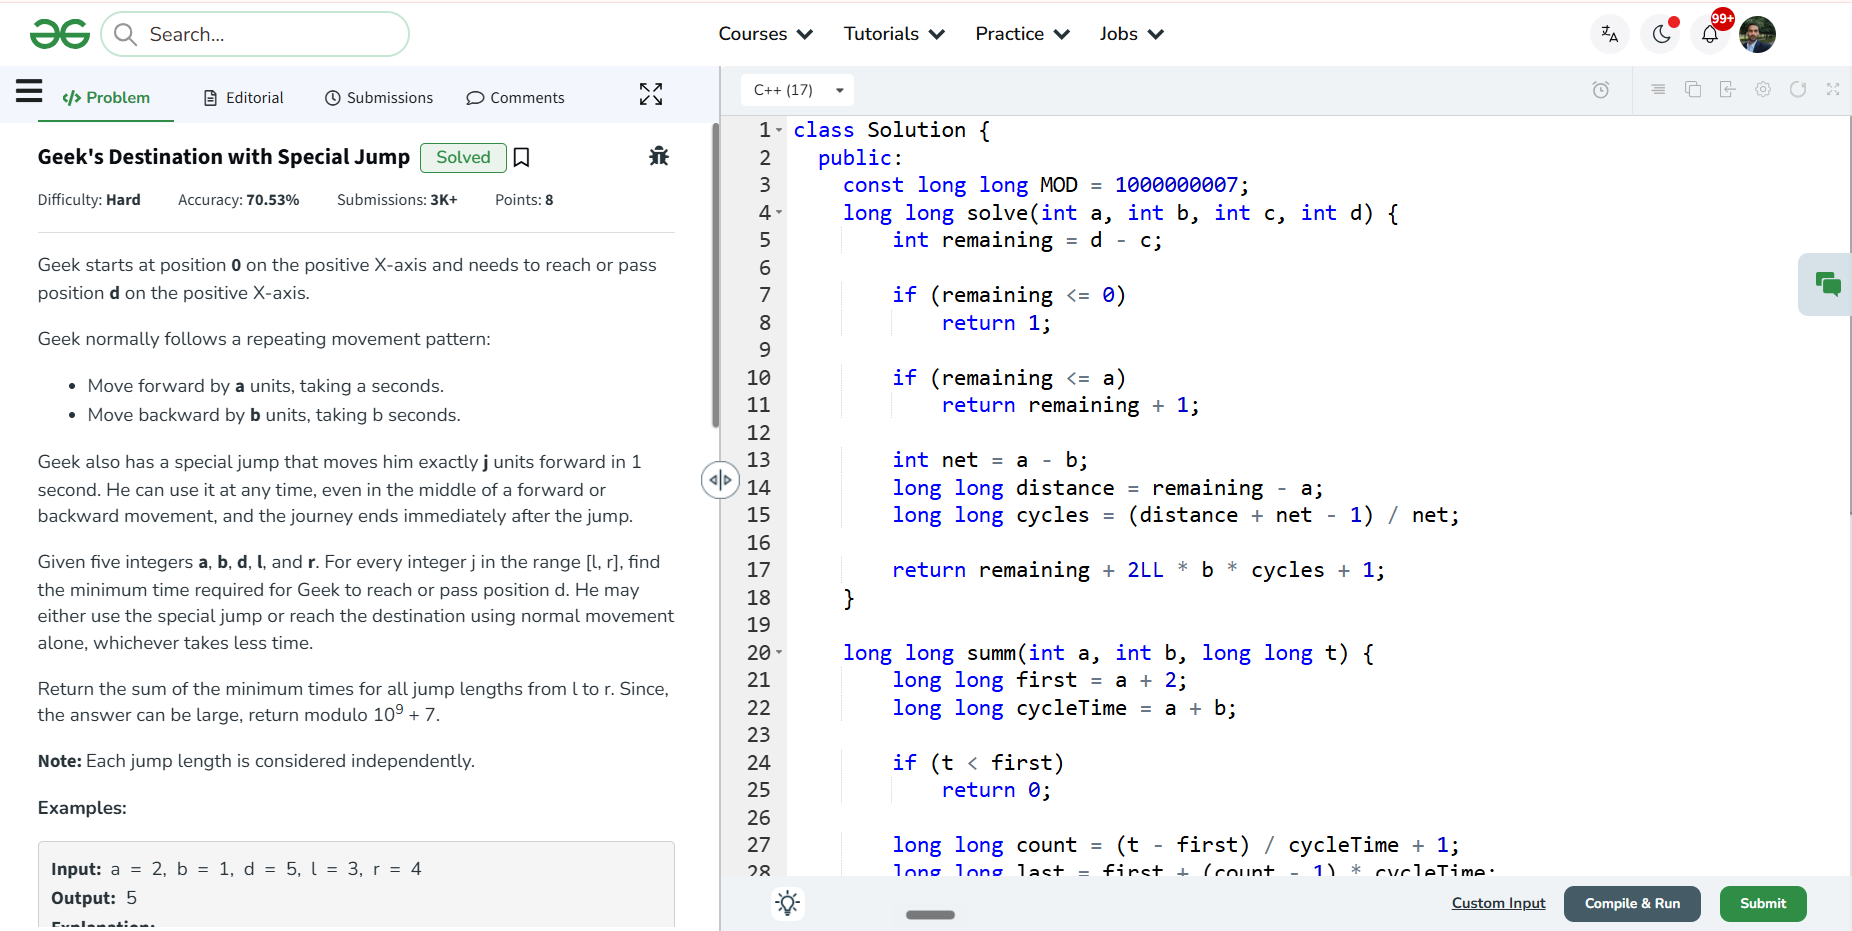 Search...
Courses
Tutorials
Practice
Jobs
99+
Problem
Editorial
Submissions
Comments
Geek's Destination with Special Jump
Solved
Difficulty: Hard Accuracy: 70.53% Submissions: 3K+ Points: 8
Geek starts at position 0 on the positive X-axis and needs to reach or pass
position d on the positive X-axis.
Geek normally follows a repeating movement pattern:
• Move forward by a units, taking a seconds.
• Move backward by b units, taking b seconds.
Geek also has a special jump that moves him exactly j units forward in 1
second. He can use it at any time, even in the middle of a forward or
backward movement, and the journey ends immediately after the jump.
Given five integers a, b, d, l, and r. For every integer j in the range [l, r], find
the minimum time required for Geek to reach or pass position d. He may
either use the special jump or reach the destination using normal movement
alone, whichever takes less time.
Return the sum of the minimum times for all jump lengths from l to r. Since,
the answer can be large, return modulo 10⁹ + 7.
Note: Each jump length is considered independently.
Examples:
Input: a = 2, b = 1, d = 5, l = 3, r = 4
Output: 5
Explanation:
C++ (17)
1 class Solution {
2 public:
3 const long long MOD = 1000000007;
4 long long solve(int a, int b, int c, int d) {
5 int remaining = d - c;
6
7 if (remaining <= 0)
8 return 1;
9
10 if (remaining <= a)
11 return remaining + 1;
12
13 int net = a - b;
14 long long distance = remaining - a;
15 long long cycles = (distance + net - 1) / net;
16
17 return remaining + 2LL * b * cycles + 1;
18 }
19
20 long long summ(int a, int b, long long t) {
21 long long first = a + 2;
22 long long cycleTime = a + b;
23
24 if (t < first)
25 return 0;
26
27 long long count = (t - first) / cycleTime + 1;
28 long long last = first + (count - 1) * cycleTime;
Custom Input
Compile & Run
Submit